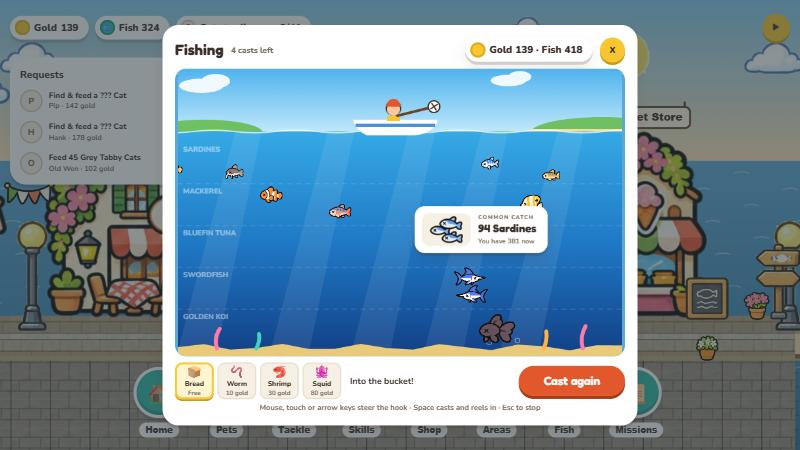 Gold 139
Fish 324
Requests
P
Find & feed a ??? Cat
Pip · 142 gold
H
Find & feed a ??? Cat
Hank · 178 gold
O
Feed 45 Grey Tabby Cats
Old Wen · 102 gold
Fishing
4 casts left
Gold 139 · Fish 418
X
SARDINES
MACKEREL
BLUEFIN TUNA
SWORDFISH
GOLDEN KOI
COMMON CATCH
94 Sardines
You have 381 now
Bread
Free
Worm
10 gold
Shrimp
30 gold
Squid
80 gold
Into the bucket!
Cast again
Mouse, touch or arrow keys steer the hook · Space casts and reels in · Esc to stop
et Store
Home
Pets
Tackle
Skills
Shop
Areas
Fish
Missions